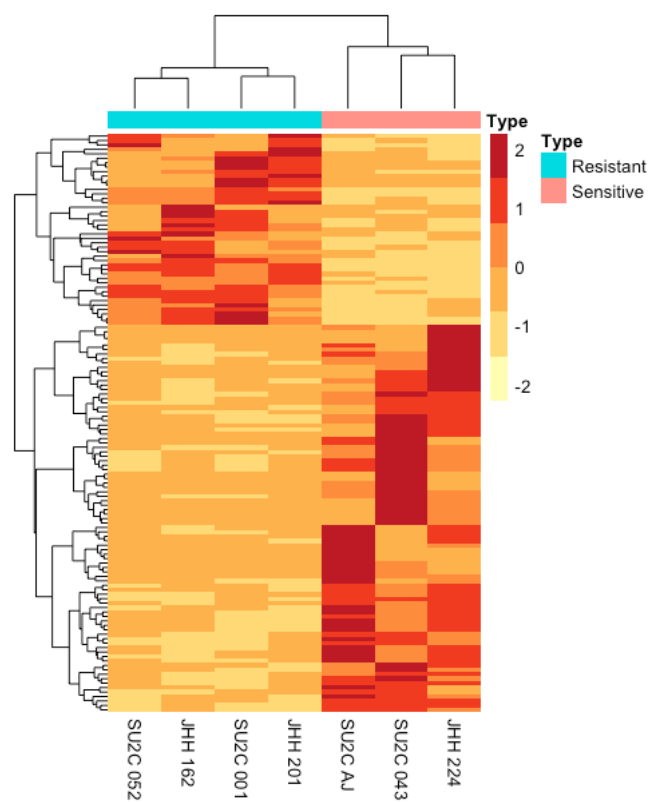 Type
2
1
0
-1
-2
Type
Resistant
Sensitive
SU2C 052
JHH 162
SU2C 001
JHH 201
SU2C AJ
SU2C 043
JHH 224